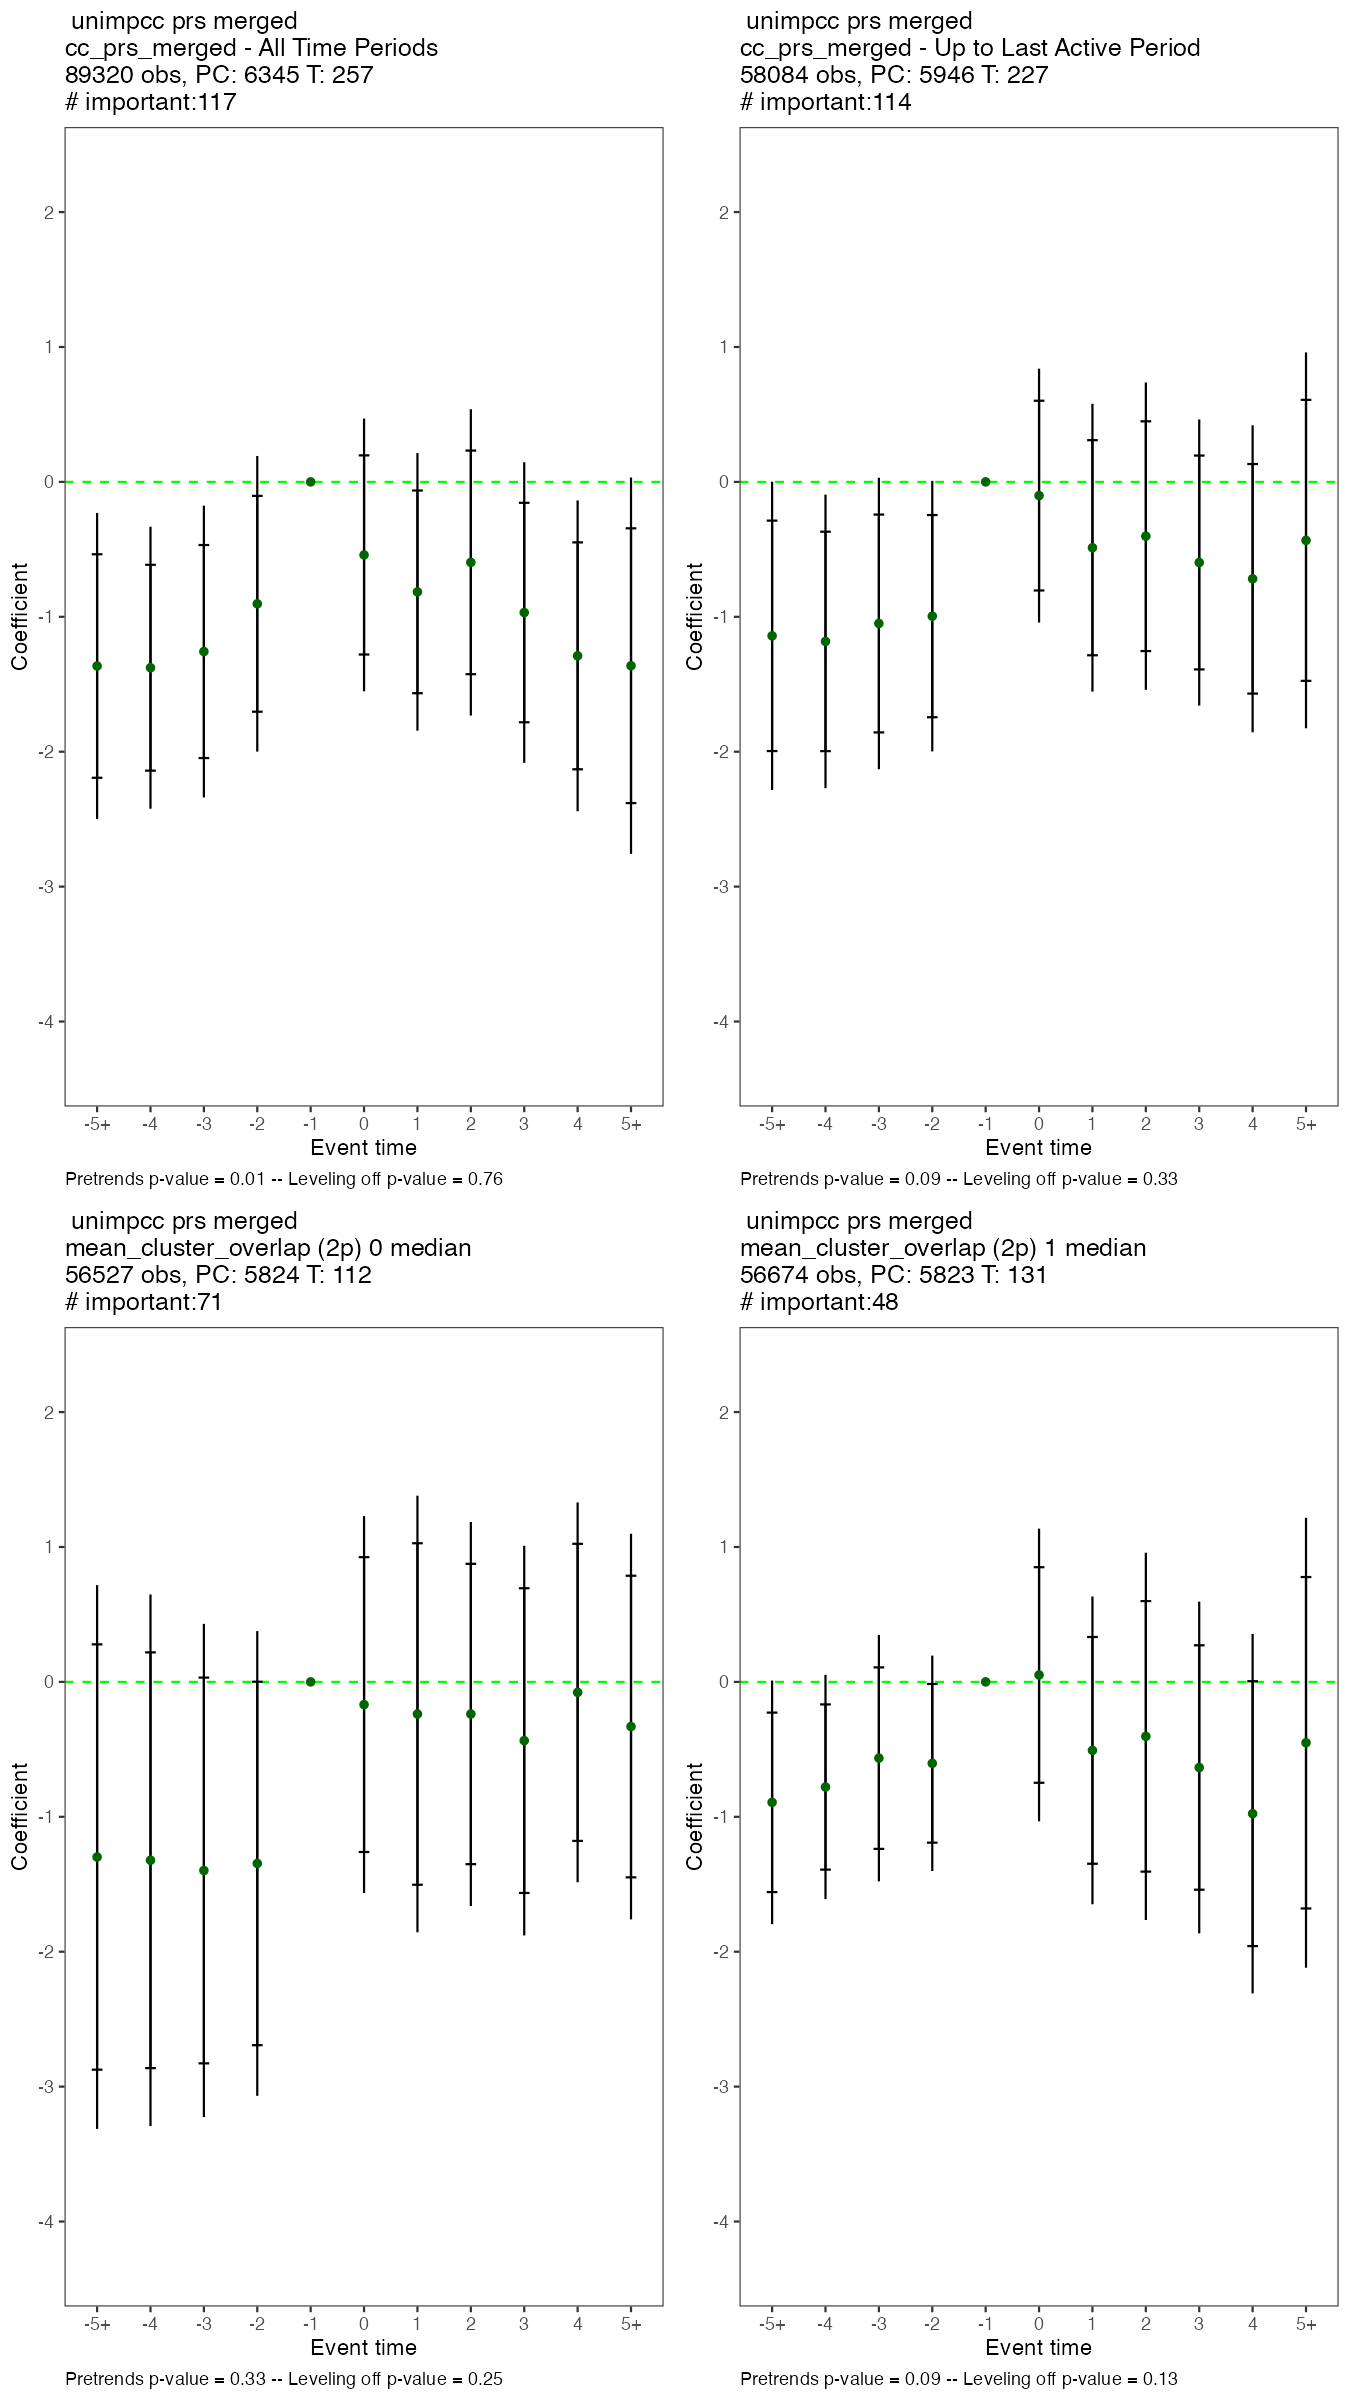 unimpcc prs merged
cc_prs_merged - All Time Periods
89320 obs, PC: 6345 T: 257
# important:117
2
1
0
-1
-2
-3
-4
Coefficient
-5+ -4 -3 -2 -1 0 1 2 3 4 5+
Event time
Pretrends p-value = 0.01 -- Leveling off p-value = 0.76
unimpcc prs merged
cc_prs_merged - Up to Last Active Period
58084 obs, PC: 5946 T: 227
# important:114
2
1
0
-1
-2
-3
-4
Coefficient
-5+ -4 -3 -2 -1 0 1 2 3 4 5+
Event time
Pretrends p-value = 0.09 -- Leveling off p-value = 0.33
unimpcc prs merged
mean_cluster_overlap (2p) 0 median
56527 obs, PC: 5824 T: 112
# important:71
2
1
0
-1
-2
-3
-4
Coefficient
-5+ -4 -3 -2 -1 0 1 2 3 4 5+
Event time
Pretrends p-value = 0.33 -- Leveling off p-value = 0.25
unimpcc prs merged
mean_cluster_overlap (2p) 1 median
56674 obs, PC: 5823 T: 131
# important:48
2
1
0
-1
-2
-3
-4
Coefficient
-5+ -4 -3 -2 -1 0 1 2 3 4 5+
Event time
Pretrends p-value = 0.09 -- Leveling off p-value = 0.13